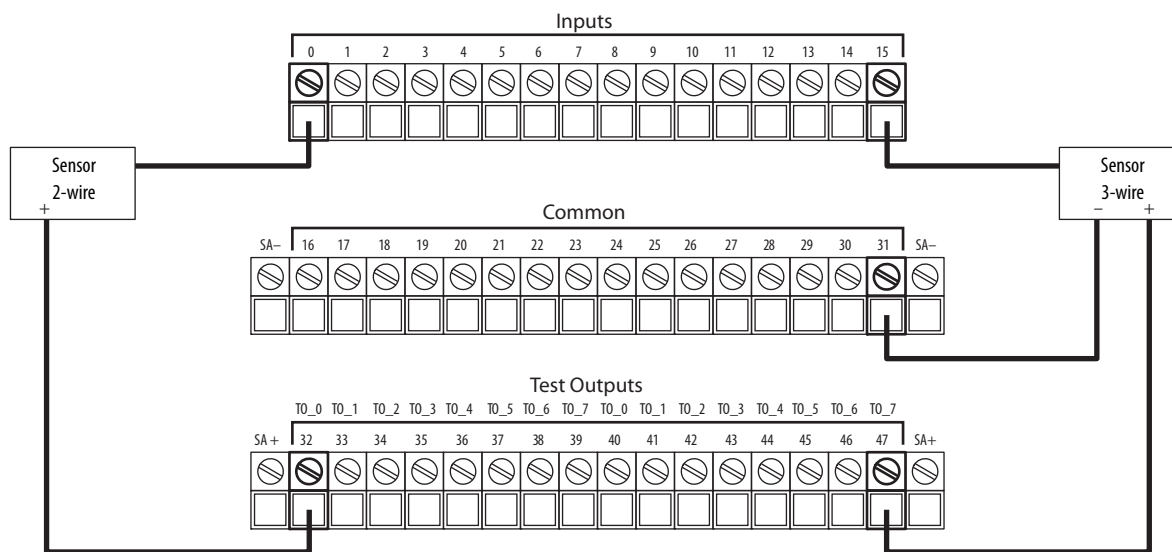 Inputs
0 1 2 3 4 5 6 7 8 9 10 11 12 13 14 15
Sensor
2-wire
+
Sensor
3-wire
– +
Common
SA– 16 17 18 19 20 21 22 23 24 25 26 27 28 29 30 31 SA–
Test Outputs
TO_0 TO_1 TO_2 TO_3 TO_4 TO_5 TO_6 TO_7 TO_0 TO_1 TO_2 TO_3 TO_4 TO_5 TO_6 TO_7
SA + 32 33 34 35 36 37 38 39 40 41 42 43 44 45 46 47 SA+